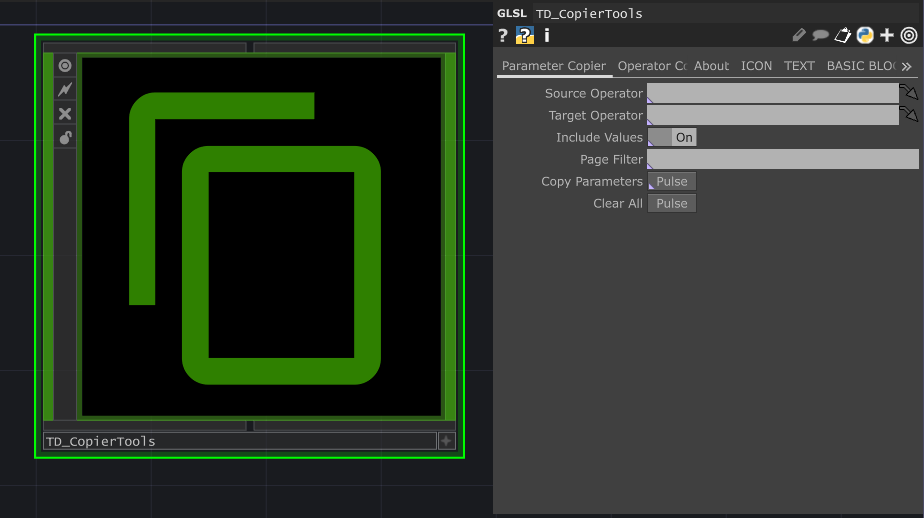 GLSL TD_CopierTools
? ? i
Parameter Copier Operator Co About ICON TEXT BASIC BLO
Source Operator
Target Operator
Include Values On
Page Filter
Copy Parameters Pulse
Clear All Pulse
TD_CopierTools